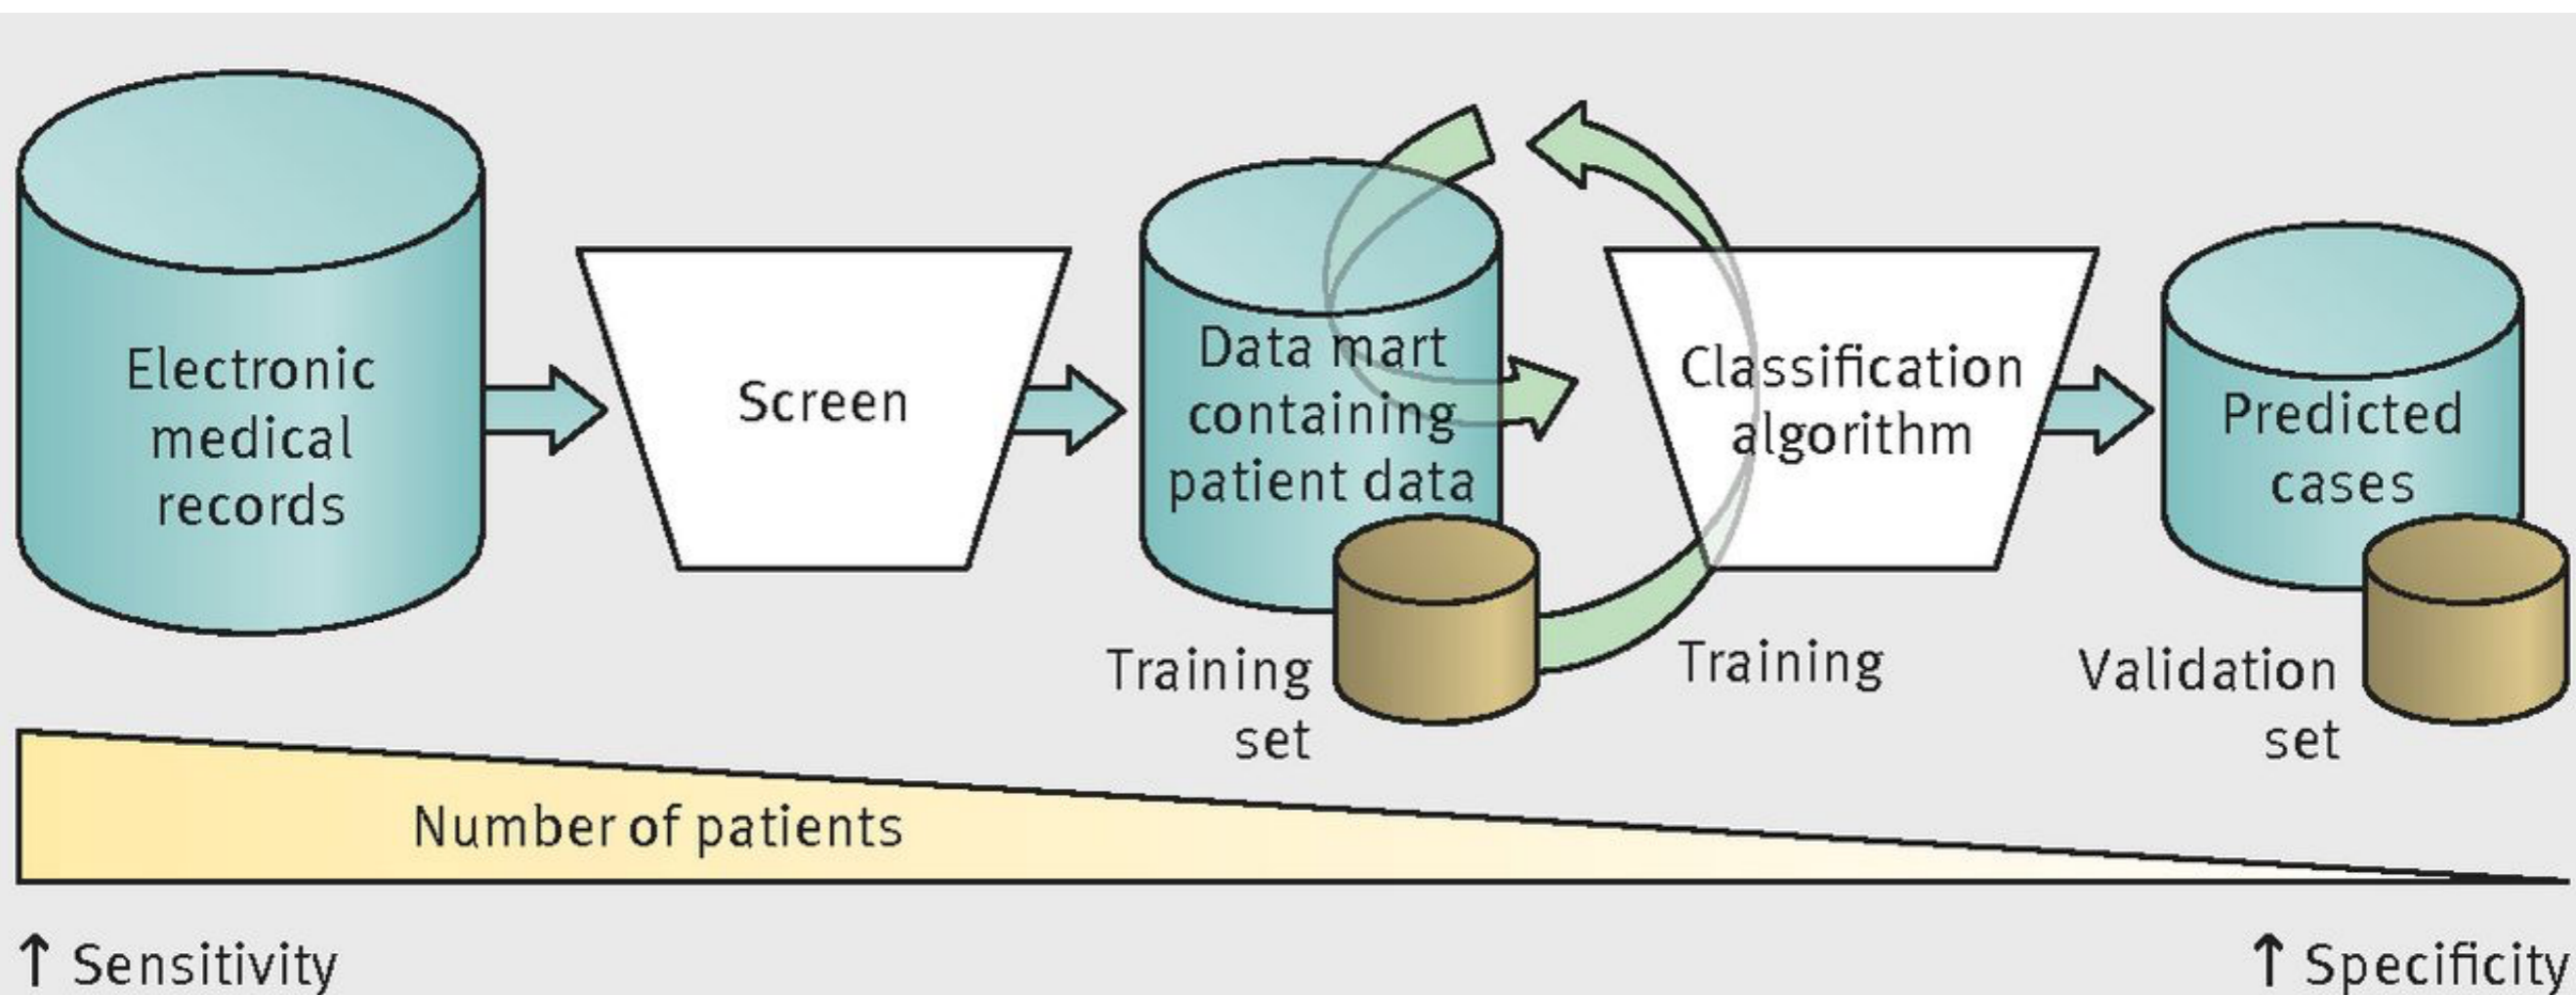 Electronic
medical
records
Screen
Data mart
containing
patient data
Classification
algorithm
Predicted
cases
Training
set
Training
Validation
set
Number of patients
↑ Sensitivity
↑ Specificity